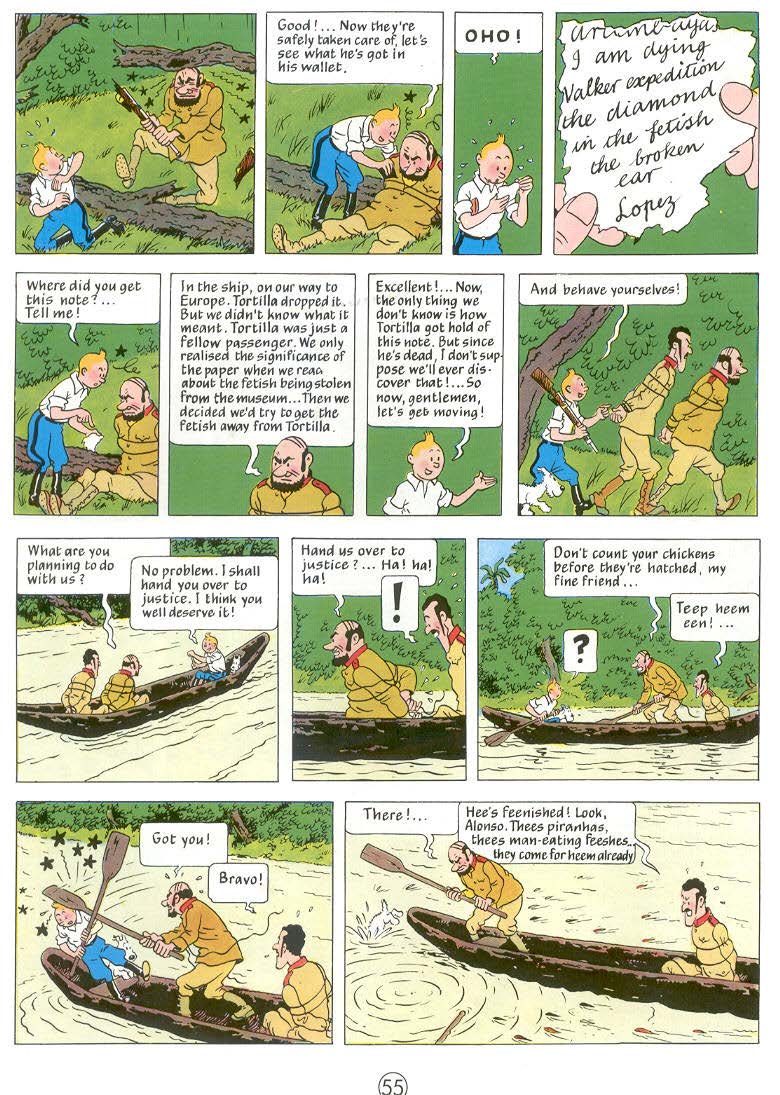 Good!... Now they're
safely taken care of, let's
see what he's got in
his wallet.
OHO!
I am dying
Walker expedition
the diamond
in the fetish
the broken
ear
Lopez
Where did you get
this note?...
Tell me!
In the ship, on our way to
Europe. Tortilla dropped it.
But we didn't know what it
meant. Tortilla was just a
fellow passenger. We only
realised the significance of
the paper when we read
about the fetish being stolen
from the museum... Then we
decided we'd try to get the
fetish away from Tortilla.
Excellent!... Now,
the only thing we
don't know is how
Tortilla got hold of
this note. But since
he's dead, I don't sup-
pose we'll ever dis-
cover that!... So
now, gentlemen,
let's get moving!
And behave yourselves!
What are you
planning to do
with us?
No problem. I shall
hand you over to
justice. I think you
well deserve it!
Hand us over to
justice?... Ha! ha!
ha!
!
Don't count your chickens
before they're hatched, my
fine friend...
Teep heem
een!...
?
Got you!
Bravo!
There!...
Hee's feenished! Look,
Alonso. Thees piranhas,
thees man-eating feeshes...
they come for heem already
55